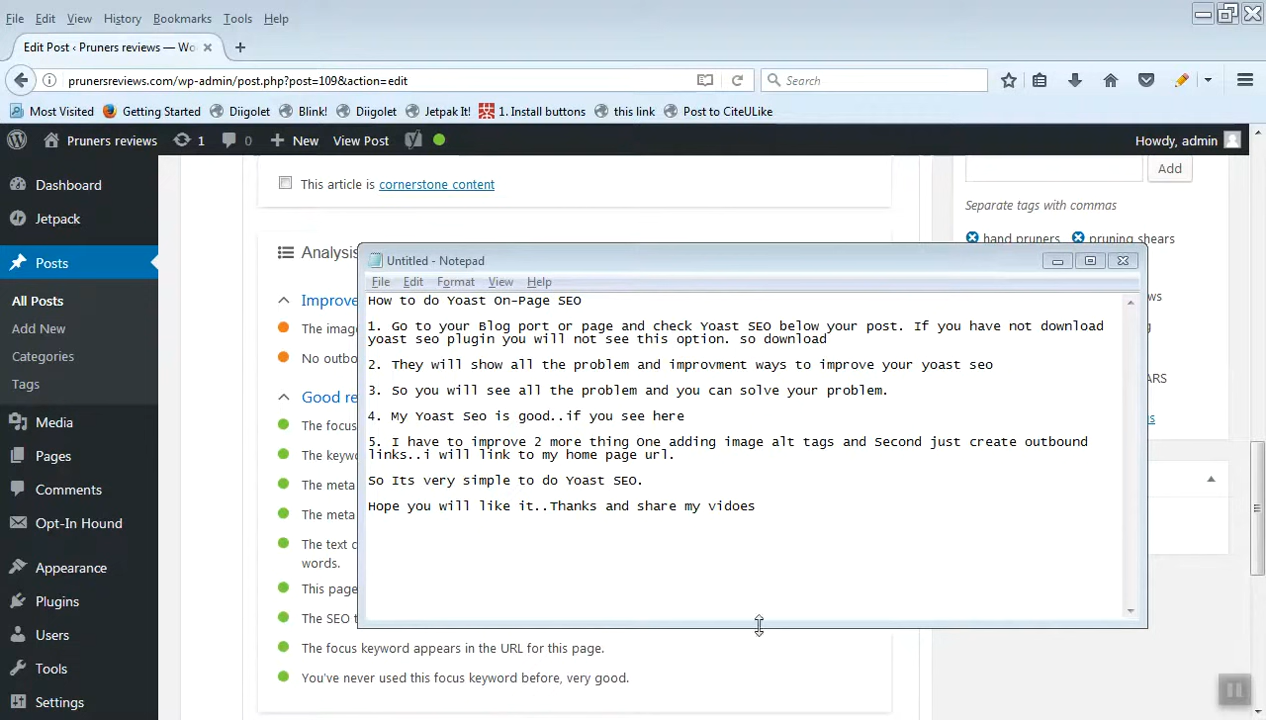 File Edit View History Bookmarks Tools Help
Edit Post ‹ Pruners reviews — Wo
prunersreviews.com/wp-admin/post.php?post=109&action=edit
Search
Most Visited Getting Started Diigolet Blink! Diigolet Jetpak It! 1. Install buttons this link Post to CiteULike
Pruners reviews 1 0 New View Post Howdy, admin
Dashboard
Jetpack
Posts
All Posts
Add New
Categories
Tags
Media
Pages
Comments
Opt-In Hound
Appearance
Plugins
Users
Tools
Settings
This article is cornerstone content
Analysis
Improve
The image
No outbo
Good re
The focus
The keyw
The meta
The meta
The text c
words.
This page
The SEO t
The focus keyword appears in the URL for this page.
You've never used this focus keyword before, very good.
Add
Separate tags with commas
hand pruners pruning shears
ws
ARS
Untitled - Notepad
File Edit Format View Help
How to do Yoast On-Page SEO
1. Go to your Blog port or page and check Yoast SEO below your post. If you have not download
yoast seo plugin you will not see this option. so download
2. They will show all the problem and improvment ways to improve your yoast seo
3. So you will see all the problem and you can solve your problem.
4. My Yoast Seo is good..if you see here
5. I have to improve 2 more thing One adding image alt tags and Second just create outbound
links..i will link to my home page url.
So Its very simple to do Yoast SEO.
Hope you will like it..Thanks and share my vidoes